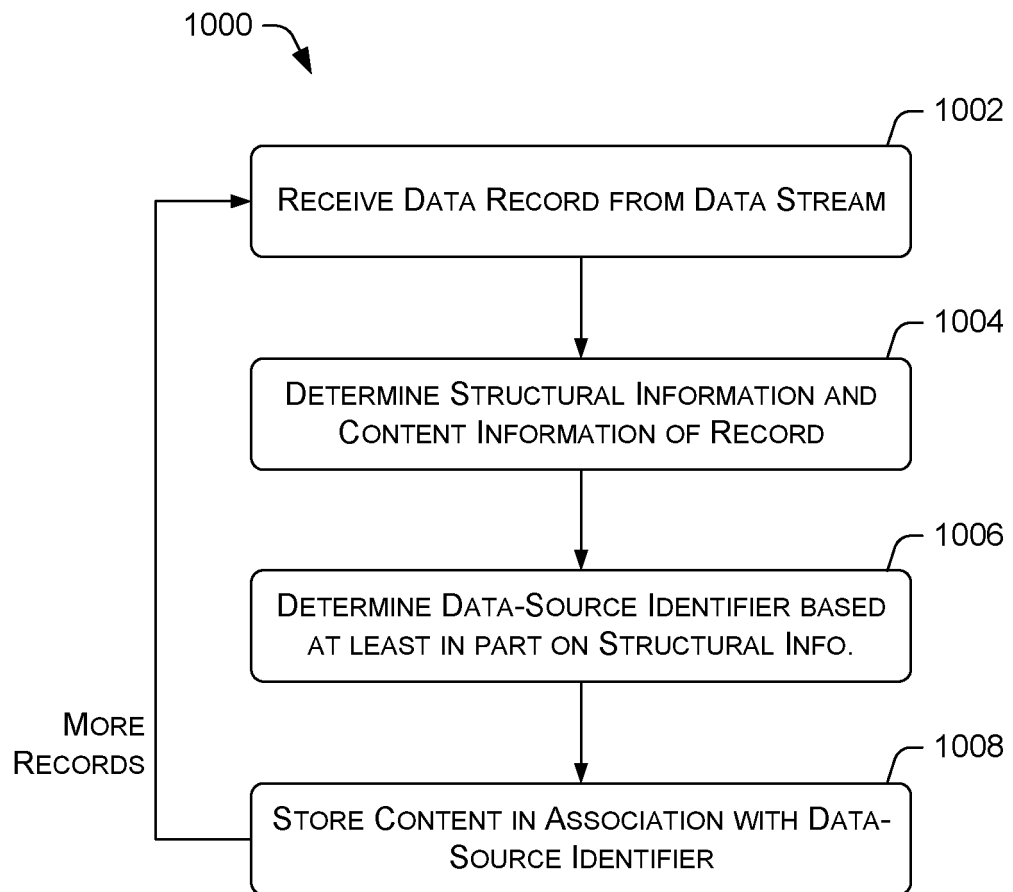 1000
1002
RECEIVE DATA RECORD FROM DATA STREAM
1004
DETERMINE STRUCTURAL INFORMATION AND
CONTENT INFORMATION OF RECORD
1006
DETERMINE DATA-SOURCE IDENTIFIER BASED
AT LEAST IN PART ON STRUCTURAL INFO.
MORE
RECORDS
1008
STORE CONTENT IN ASSOCIATION WITH DATA-
SOURCE IDENTIFIER